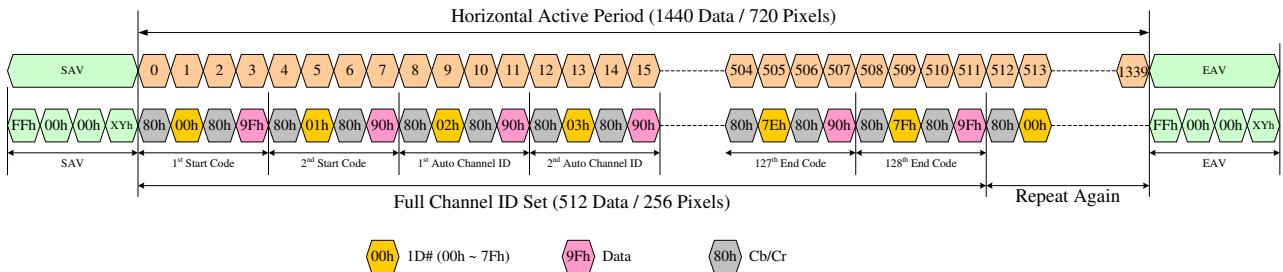 Horizontal Active Period (1440 Data / 720 Pixels)
SAV 0 1 2 3 4 5 6 7 8 9 10 11 12 13 14 15 504 505 506 507 508 509 510 511 512 513 1339 EAV
FFh 00h 00h XYh 80h 00h 80h 9Fh 80h 01h 80h 90h 80h 02h 80h 90h 80h 03h 80h 90h 80h 7Eh 80h 90h 80h 7Fh 80h 9Fh 80h 00h FFh 00h 00h XYh
SAV 1st Start Code 2nd Start Code 1st Auto Channel ID 2nd Auto Channel ID 127th End Code 128th End Code EAV
Full Channel ID Set (512 Data / 256 Pixels) Repeat Again
00h 1D# (00h ~ 7Fh) 9Fh Data 80h Cb/Cr